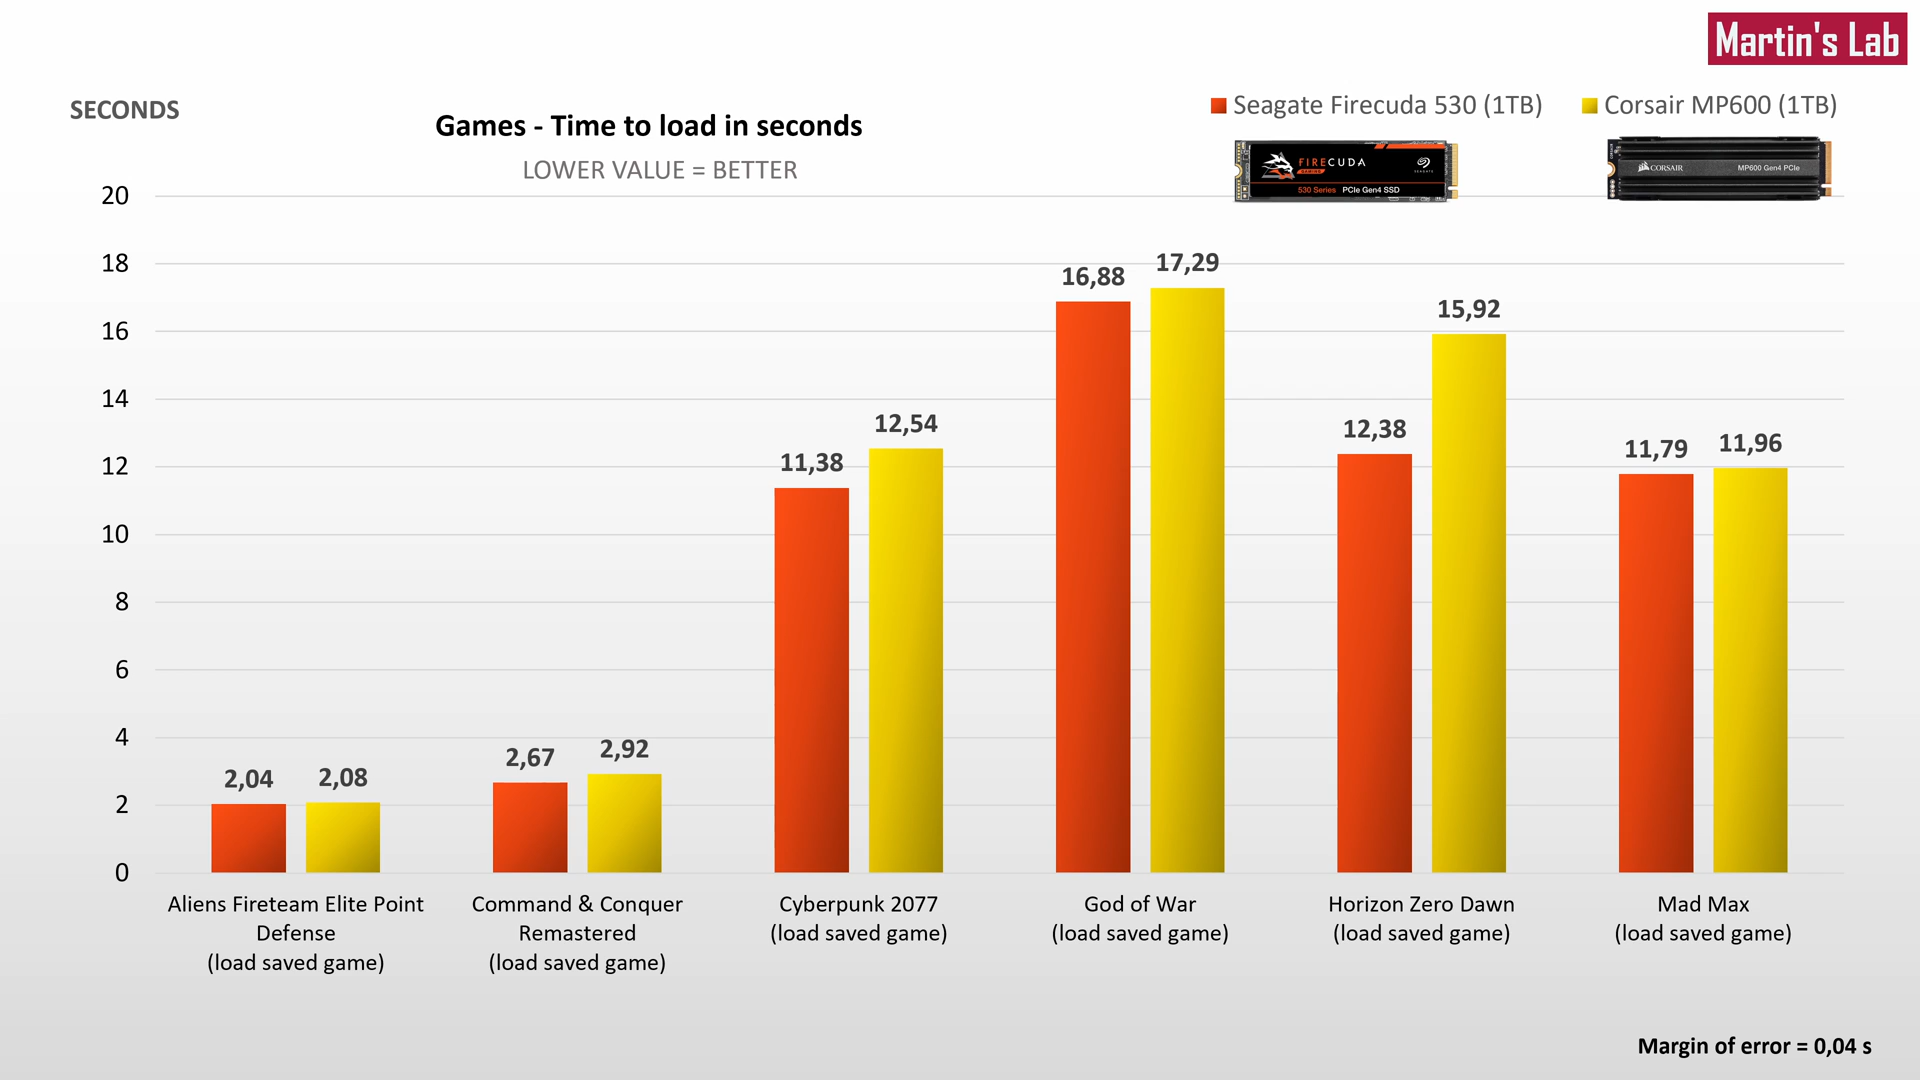 Martin's Lab
SECONDS
Games - Time to load in seconds
LOWER VALUE = BETTER
Seagate Firecuda 530 (1TB)
Corsair MP600 (1TB)
FIRECUDA
GAMING
SEAGATE
530 Series PCIe Gen4 SSD
CORSAIR
MP600 Gen4 PCIe
20
18
16
14
12
10
8
6
4
2
0
2,04
2,08
2,67
2,92
11,38
12,54
16,88
17,29
12,38
15,92
11,79
11,96
Aliens Fireteam Elite Point
Defense
(load saved game)
Command & Conquer
Remastered
(load saved game)
Cyberpunk 2077
(load saved game)
God of War
(load saved game)
Horizon Zero Dawn
(load saved game)
Mad Max
(load saved game)
Margin of error = 0,04 s